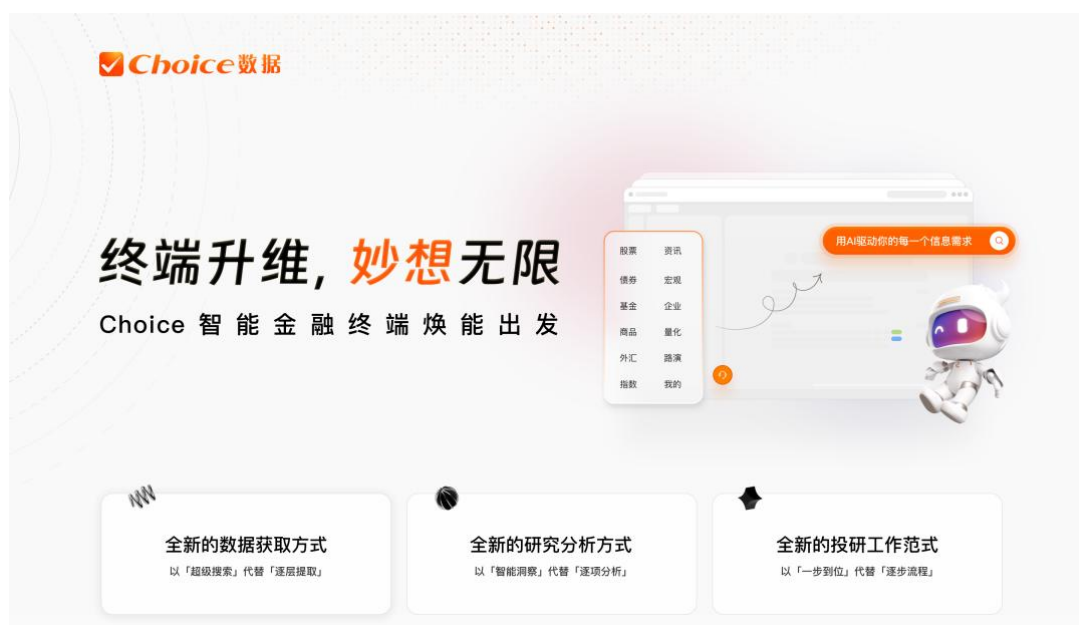 Choice数据
终端升维, 妙想无限
Choice 智能金融终端焕能出发
用AI驱动你的每一个信息需求
股票 资讯
债券 宏观
基金 企业
商品 量化
外汇 路演
指数 我的
全新的数据获取方式
以「超级搜索」代替「逐层提取」
全新的研究分析方式
以「智能洞察」代替「逐项分析」
全新的投研工作范式
以「一步到位」代替「逐步流程」